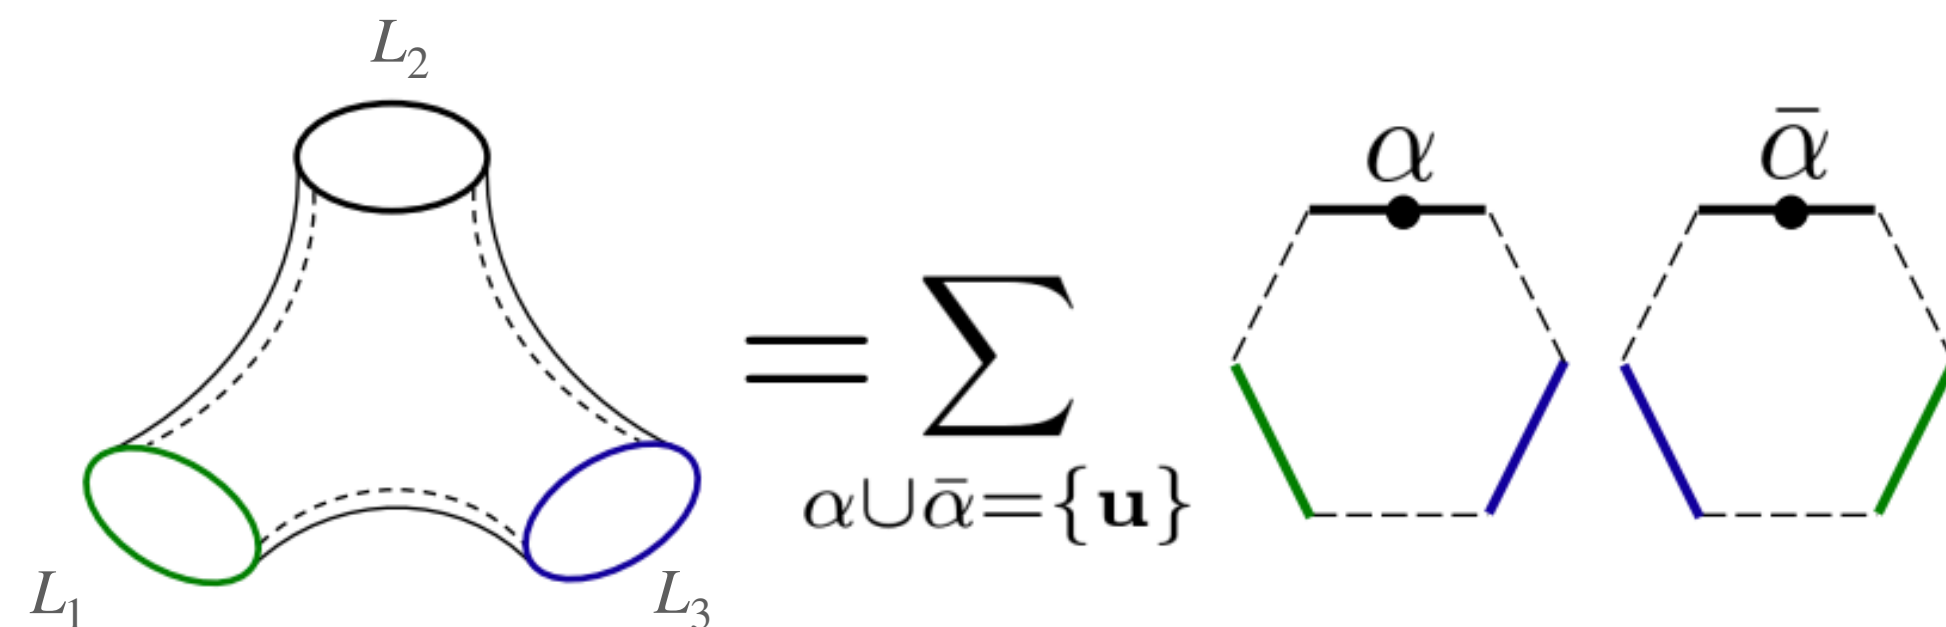 L₂
α ᾱ
= ∑
α∪ᾱ={𝐮}
L₁ L₃